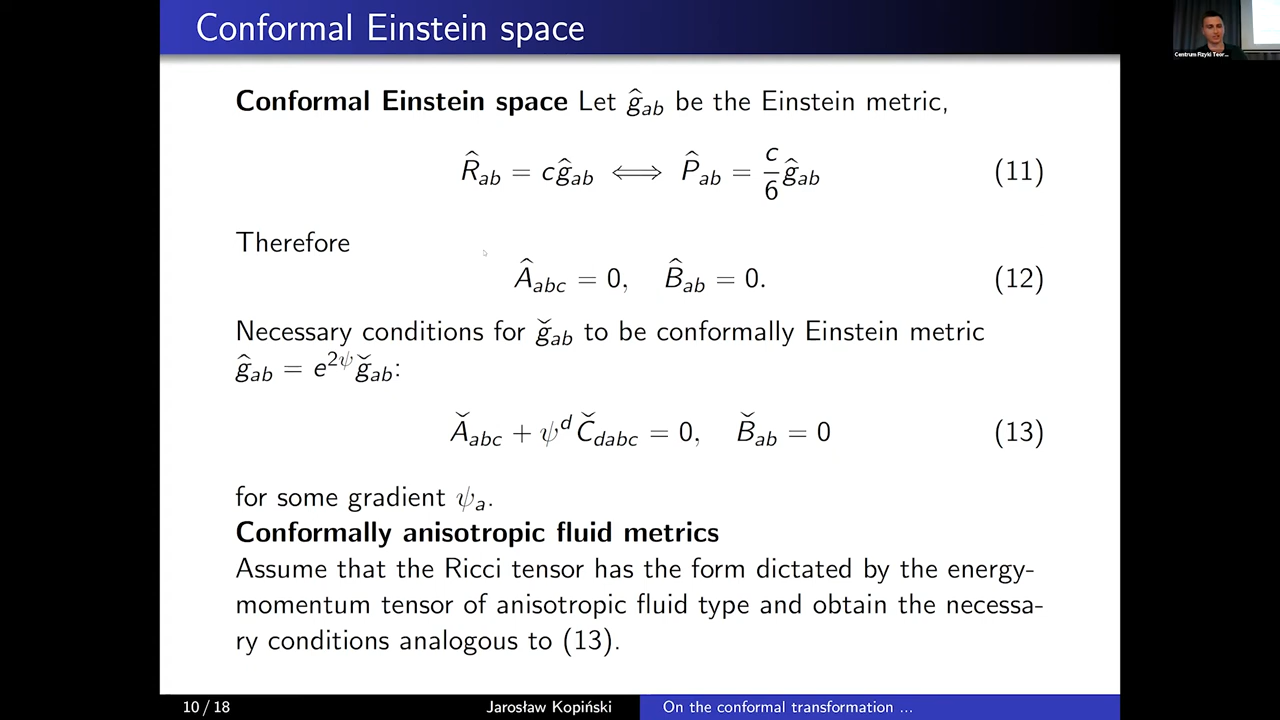 Conformal Einstein space
Centrum Fizyki Teor...
Conformal Einstein space Let ĝ_ab be the Einstein metric,
R̂_ab = cĝ_ab ⟺ P̂_ab = c/6 ĝ_ab (11)
Therefore
Â_abc = 0, B̂_ab = 0. (12)
Necessary conditions for ğ_ab to be conformally Einstein metric
ĝ_ab = e^{2ψ}ğ_ab:
Ă_abc + ψ^d C̆_dabc = 0, B̆_ab = 0 (13)
for some gradient ψ_a.
Conformally anisotropic fluid metrics
Assume that the Ricci tensor has the form dictated by the energy-
momentum tensor of anisotropic fluid type and obtain the necessa-
ry conditions analogous to (13).
10 / 18 Jarosław Kopiński On the conformal transformation ...